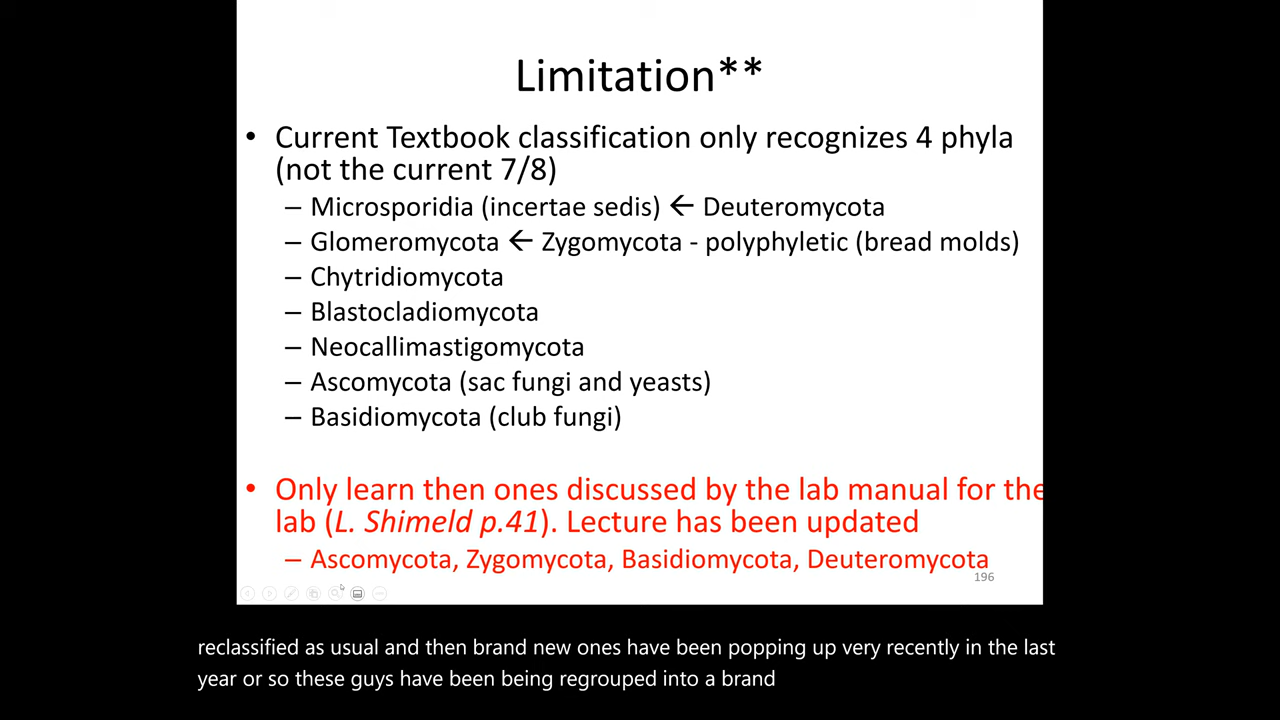 Limitation**
• Current Textbook classification only recognizes 4 phyla
(not the current 7/8)
– Microsporidia (incertae sedis) ← Deuteromycota
– Glomeromycota ← Zygomycota - polyphyletic (bread molds)
– Chytridiomycota
– Blastocladiomycota
– Neocallimastigomycota
– Ascomycota (sac fungi and yeasts)
– Basidiomycota (club fungi)
• Only learn then ones discussed by the lab manual for the
lab (L. Shimeld p.41). Lecture has been updated
– Ascomycota, Zygomycota, Basidiomycota, Deuteromycota
196
reclassified as usual and then brand new ones have been popping up very recently in the last
year or so these guys have been being regrouped into a brand